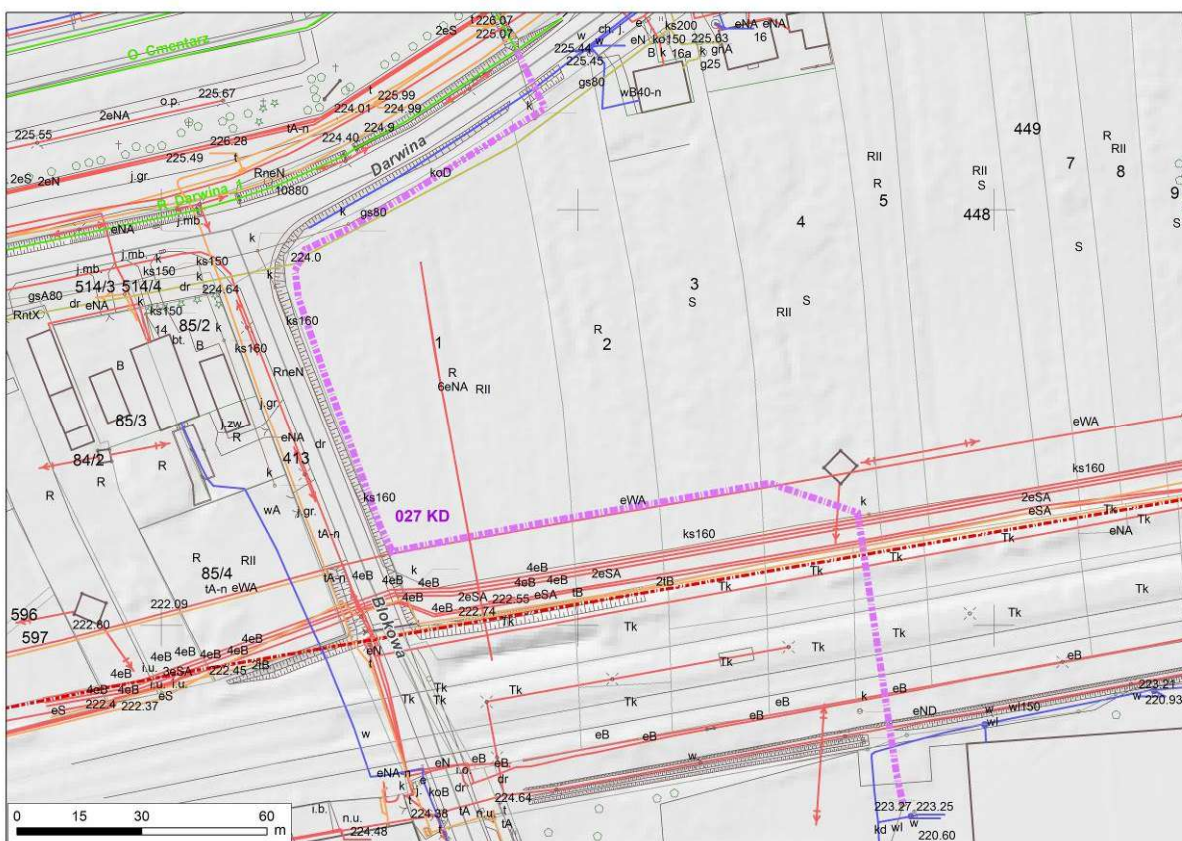 O. Cmentarz
2eS
1226.07
225.07
w
ch. j.
w
225.44
225.45
e
eN
ks200
ko150
225.63
eNA
eNA
16
B
k
16a
k
gnA
g25
gs80
wB40-n
o.p.
225.67
2eNA
225.55
t
225.99
224.01
224.99
224.9
224.40
tA-n
226.28
225.49
t
RneN
2eS
2eN
j.gr.
R. Darwina 4
10880
Darwina
koD
k
gs80
k
449
7
R
RII
8
9
S
RII
R
5
RII
S
448
S
4
3
S
S
RII
R
2
1
R
6eNA
RII
eNA
j.mb.
j.mb.
j.mb.
k
ks150
k
514/3
514/4
dr
224.64
k
224.0
k
gsA80
dr
eNA
k
RntX
ks150
85/2
k
14
bt.
B
ks160
ks160
B
RneN
j.gr.
j.zw
R
85/3
eNA
dr
413
k
84/2
R
R
R
wA
j.gr.
tA-n
ks160
027 KD
eWA
eWA
ks160
k
2eSA
eSA
Tk
Tk
eNA
ks160
Tk
Tk
Tk
R
RII
85/4
tA-n
eWA
tA-n
4eB
4eB
4eB
k
4eB
4eB
2eSA
2tB
4eB
4eB
2eSA
222.55
eSA
tB
222.74
Tk
Tk
596
222.80
222.09
597
Blokowa
4eB
4eB
4eB
4eB
4eB
i.u.
3eSA
222.45
2tB
4eB
4eB
i.u.
i.u.
eS
eS
222.4
222.37
eN
t
Tk
Tk
Tk
Tk
Tk
Tk
Tk
Tk
Tk
eB
k
eB
eB
eB
eB
eB
eND
w
wl150
wl
223.21
w
220.93
w
w
eNA-n
eN
i.o.
eB
eB
dr
k
t
e
j.
koB
dr
224.64
224.38
tA
n.u.
t
tA
i.b.
n.u.
224.48
223.27
223.25
kd
wl
w
220.60
0
15
30
60
m